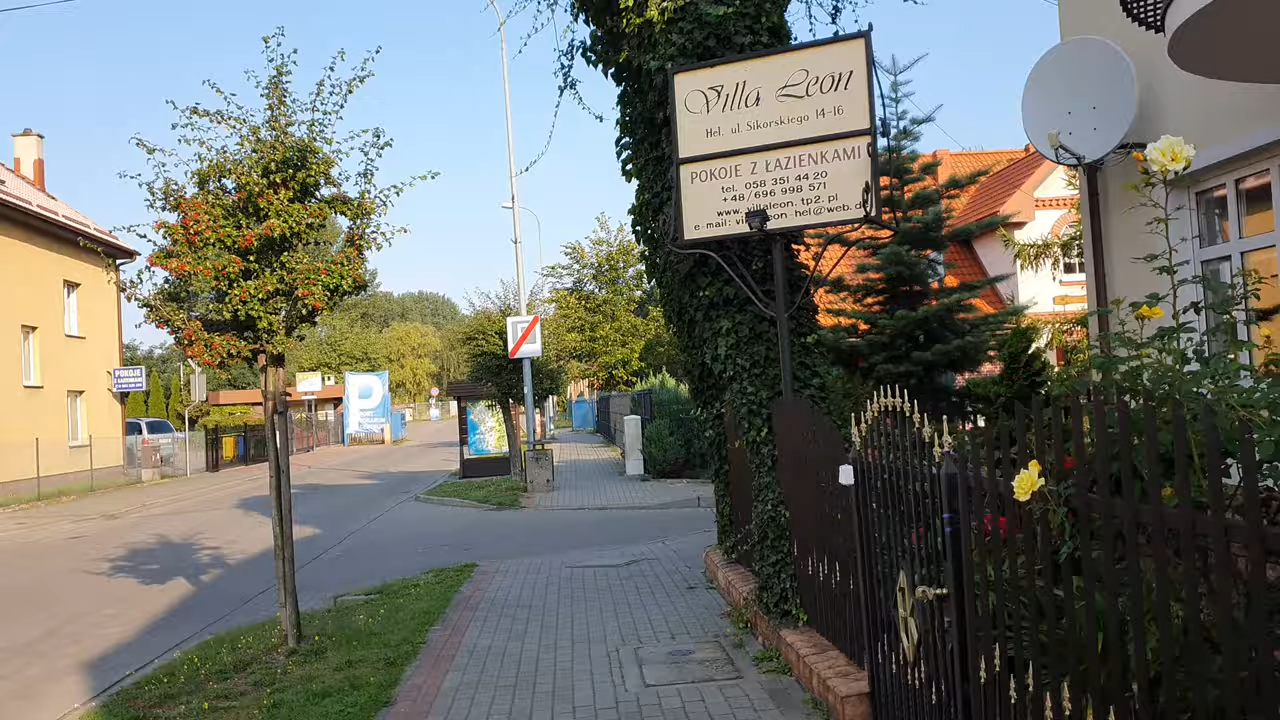 Villa Leon
Hel. ul. Sikorskiego 14-16
POKOJE Z ŁAZIENKAMI
tel. 058 351 44 20
+48/696 998 571
www.villaleon.tp2.pl
e-mail: villaleon-hel@web.de
POKOJE
Z ŁAZIENKAMI
P